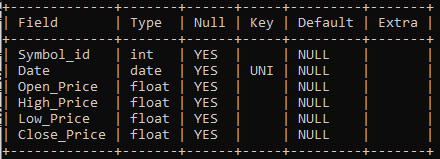 +-------------+-------+------+-----+---------+-------+
| Field       | Type  | Null | Key | Default | Extra |
+-------------+-------+------+-----+---------+-------+
| Symbol_id   | int   | YES  |     | NULL    |       |
| Date        | date  | YES  | UNI | NULL    |       |
| Open_Price  | float | YES  |     | NULL    |       |
| High_Price  | float | YES  |     | NULL    |       |
| Low_Price   | float | YES  |     | NULL    |       |
| Close_Price | float | YES  |     | NULL    |       |
+-------------+-------+------+-----+---------+-------+